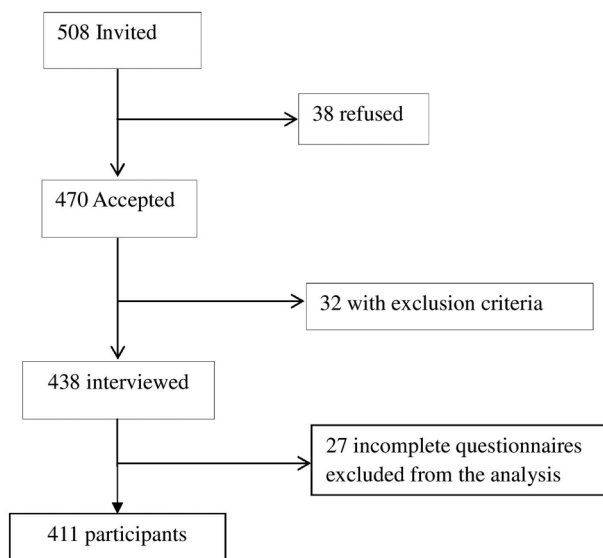 508 Invited
38 refused
470 Accepted
32 with exclusion criteria
438 interviewed
27 incomplete questionnaires
excluded from the analysis
411 participants